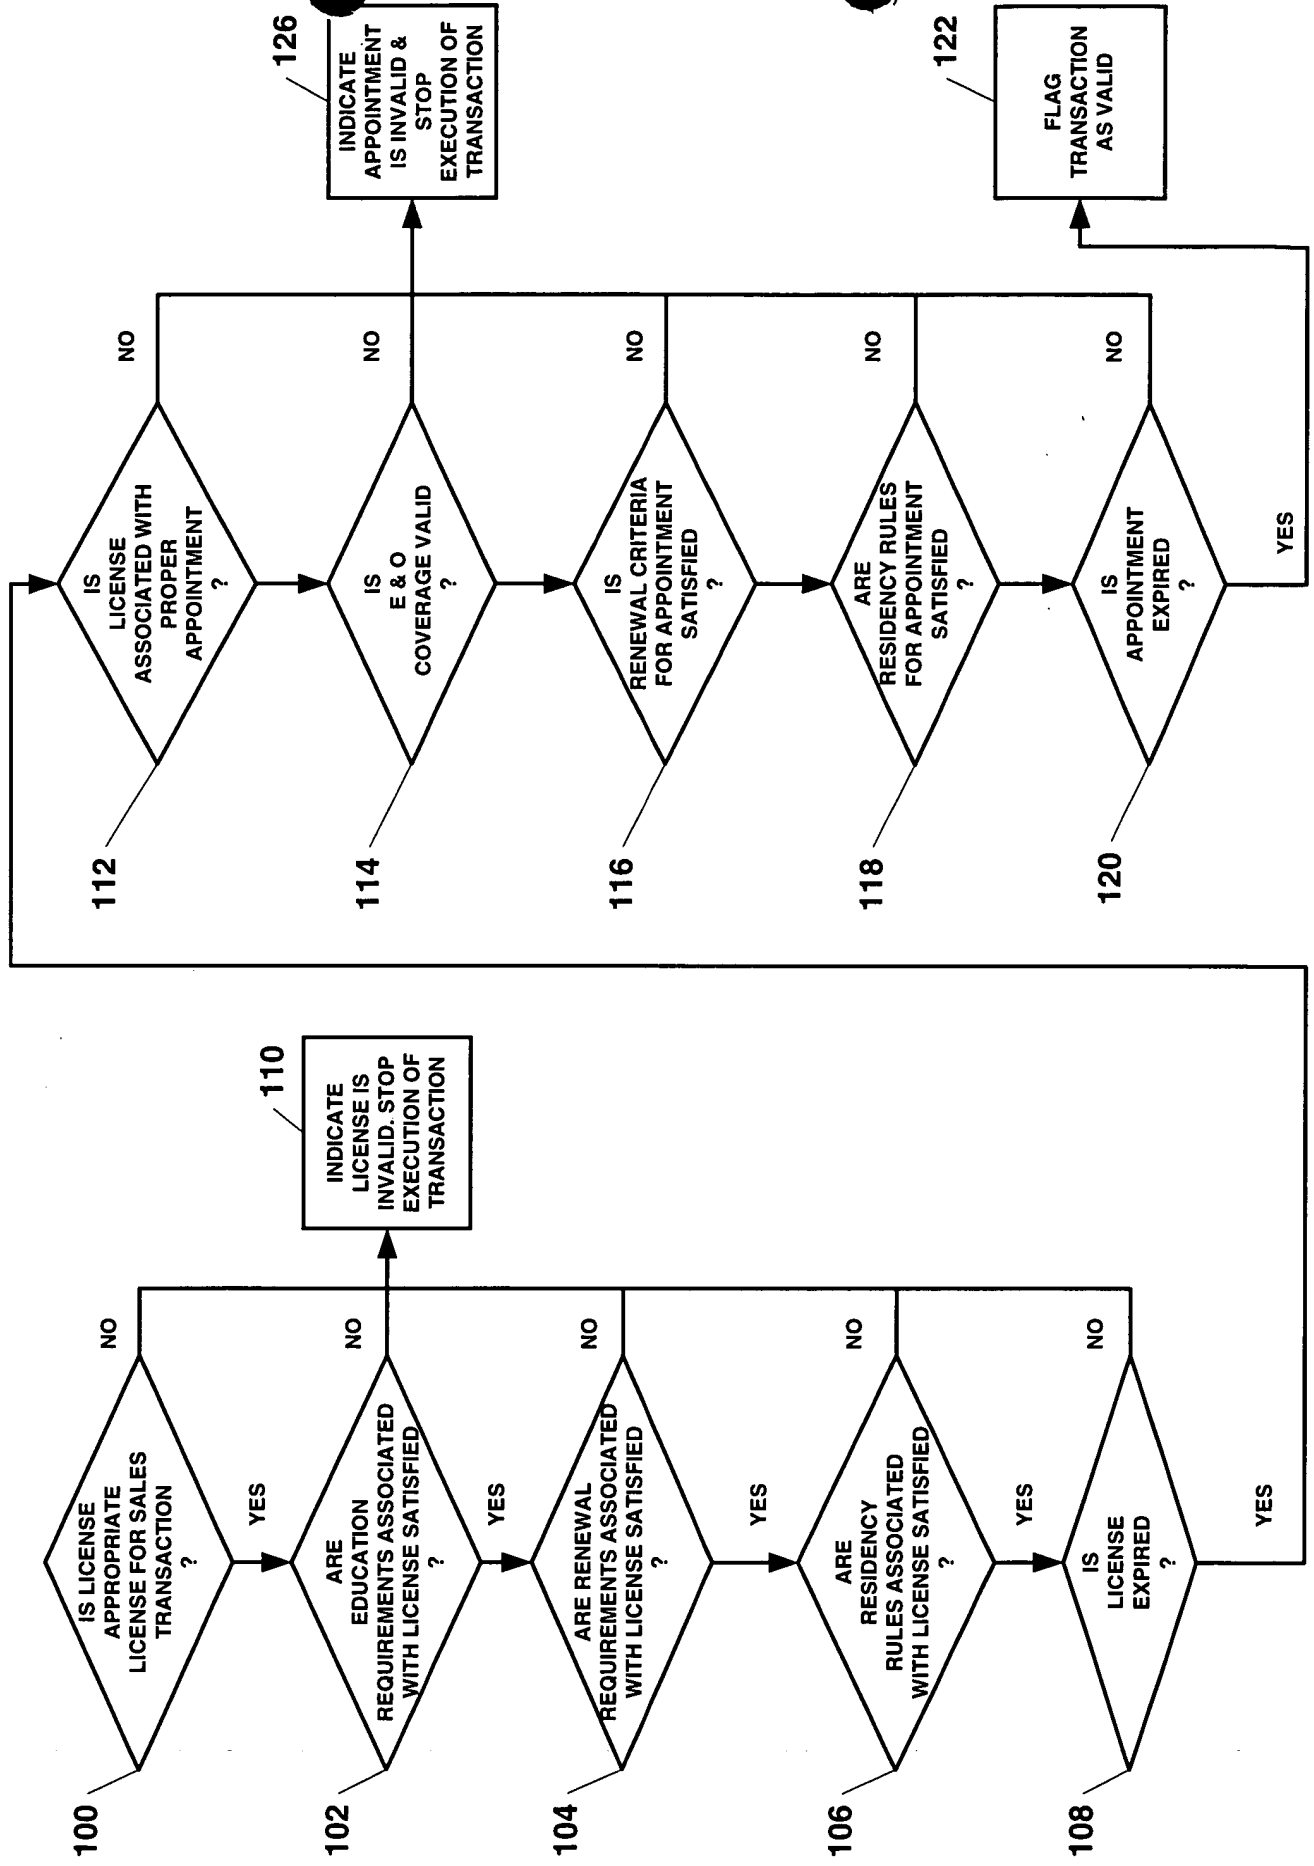 100
IS LICENSE
APPROPRIATE
LICENSE FOR SALES
TRANSACTION
?
NO
YES
102
ARE
EDUCATION
REQUIREMENTS ASSOCIATED
WITH LICENSE SATISFIED
?
NO
YES
104
ARE RENEWAL
REQUIREMENTS ASSOCIATED
WITH LICENSE SATISFIED
?
NO
YES
106
ARE
RESIDENCY
RULES ASSOCIATED
WITH LICENSE SATISFIED
?
NO
YES
108
IS
LICENSE
EXPIRED
?
NO
YES
110
INDICATE
LICENSE IS
INVALID. STOP
EXECUTION OF
TRANSACTION
112
IS
LICENSE
ASSOCIATED WITH
PROPER
APPOINTMENT
?
NO
114
IS
E & O
COVERAGE VALID
?
NO
116
IS
RENEWAL CRITERIA
FOR APPOINTMENT
SATISFIED
?
NO
118
ARE
RESIDENCY RULES
FOR APPOINTMENT
SATISFIED
?
NO
120
IS
APPOINTMENT
EXPIRED
?
NO
YES
126
INDICATE
APPOINTMENT
IS INVALID &
STOP
EXECUTION OF
TRANSACTION
122
FLAG
TRANSACTION
AS VALID